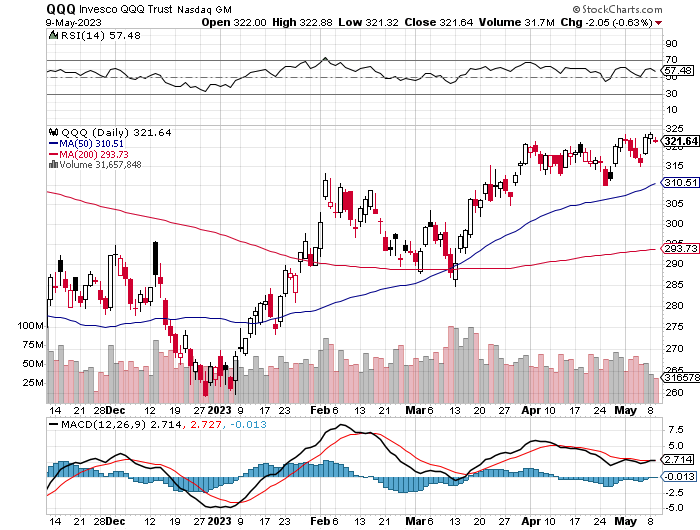 QQQ Invesco QQQ Trust Nasdaq GM © StockCharts.com
9-May-2023 Open 322.00 High 322.88 Low 321.32 Close 321.64 Volume 31.7M Chg -2.05 (-0.63%)
RSI(14) 57.48
90
70
57.48
50
30
10
QQQ (Daily) 321.64
MA(50) 310.51
MA(200) 293.73
Volume 31,657,848
325
321.64
320
315
310.51
305
300
295
293.73
290
285
280
275
270
265
260
100M
75M
50M
25M
316578
14 21 28 Dec 12 19 27 2023 9 17 23 Feb 6 13 21 Mar 6 13 20 27 Apr 10 17 24 May 8
MACD(12,26,9) 2.714, 2.727, -0.013
7.5
5.0
2.714
-0.013
-2.5
-5.0
14 21 28 Dec 12 19 27 2023 9 17 23 Feb 6 13 21 Mar 6 13 20 27 Apr 10 17 24 May 8